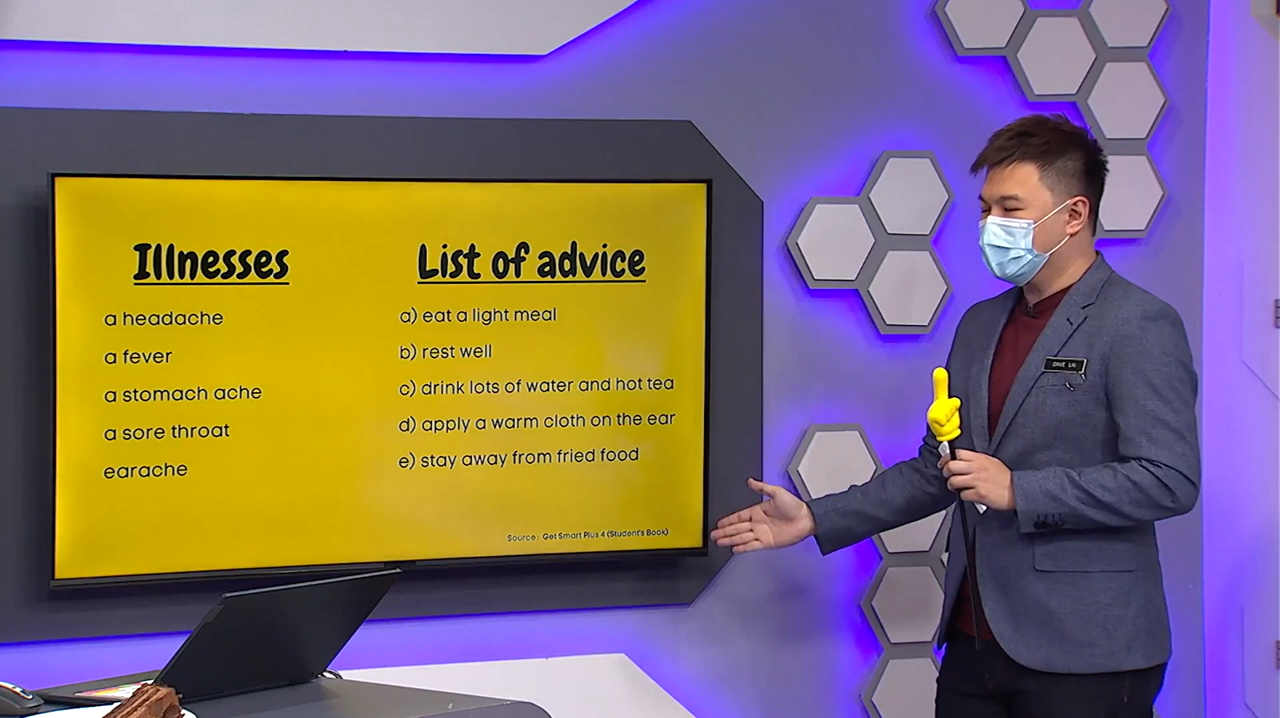 Illnesses
a headache
a fever
a stomach ache
a sore throat
earache
List of advice
a) eat a light meal
b) rest well
c) drink lots of water and hot tea
d) apply a warm cloth on the ear
e) stay away from fried food
Source: Get Smart Plus 4 (Student's Book)
DAVE LAI